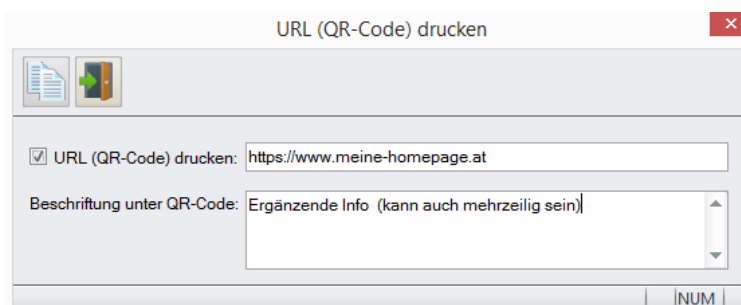 URL (QR-Code) drucken
URL (QR-Code) drucken: https://www.meine-homepage.at
Beschriftung unter QR-Code: Ergänzende Info (kann auch mehrzeilig sein)
NUM